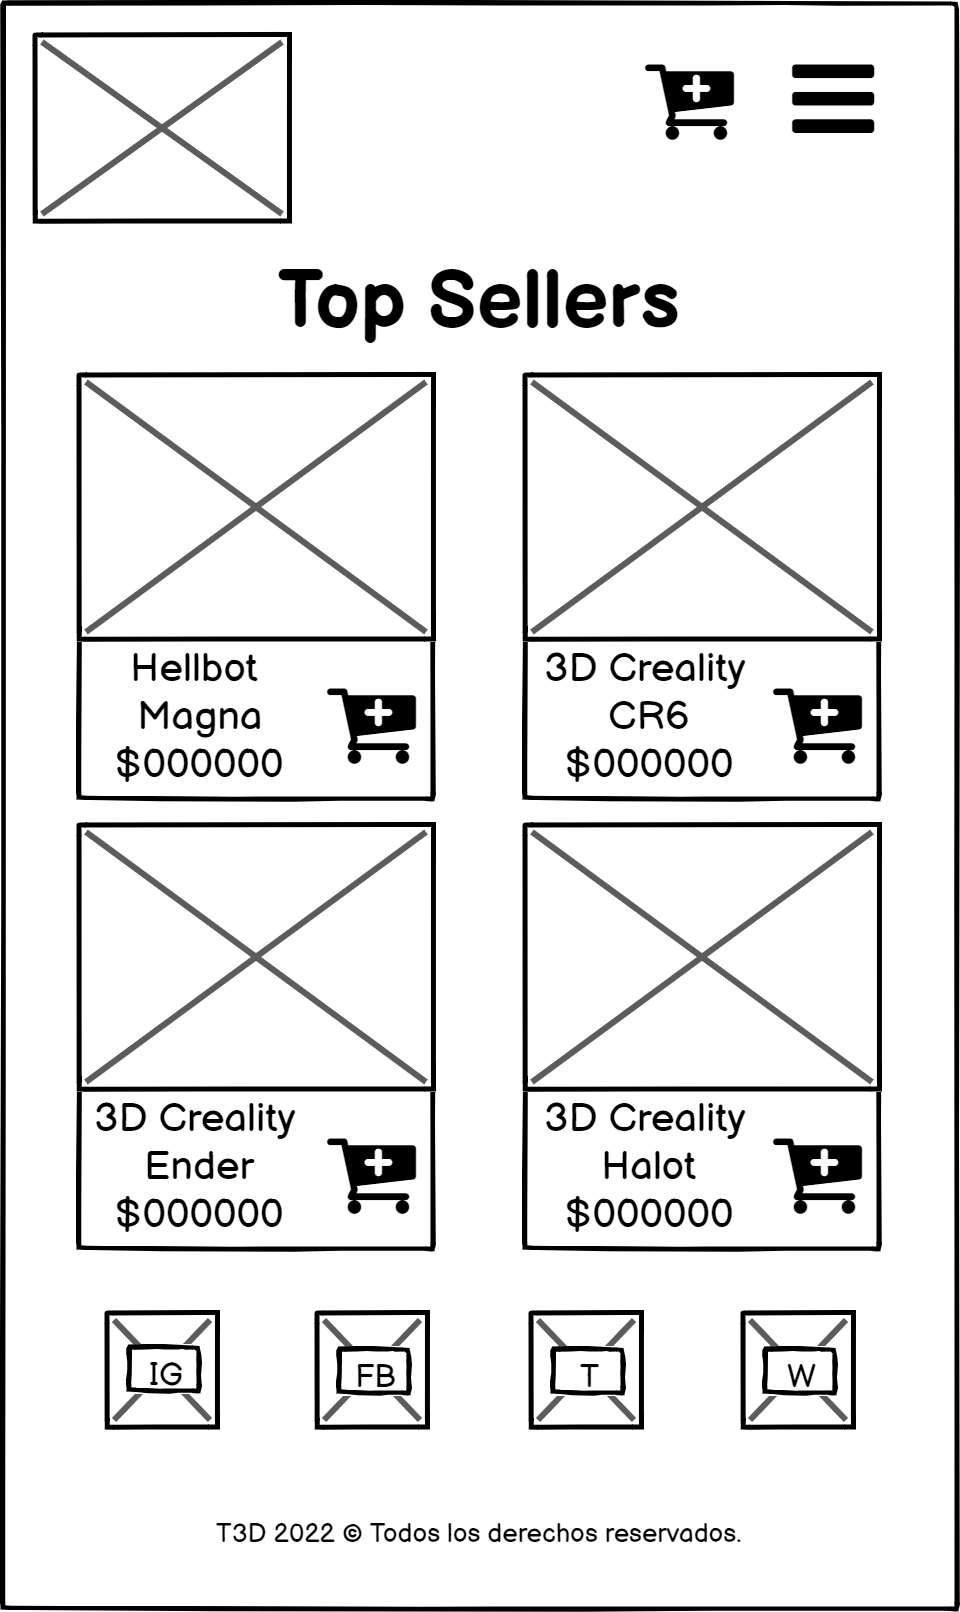 Top Sellers
Hellbot
Magna
$000000
3D Creality
CR6
$000000
3D Creality
Ender
$000000
3D Creality
Halot
$000000
IG
FB
T
W
T3D 2022 © Todos los derechos reservados.